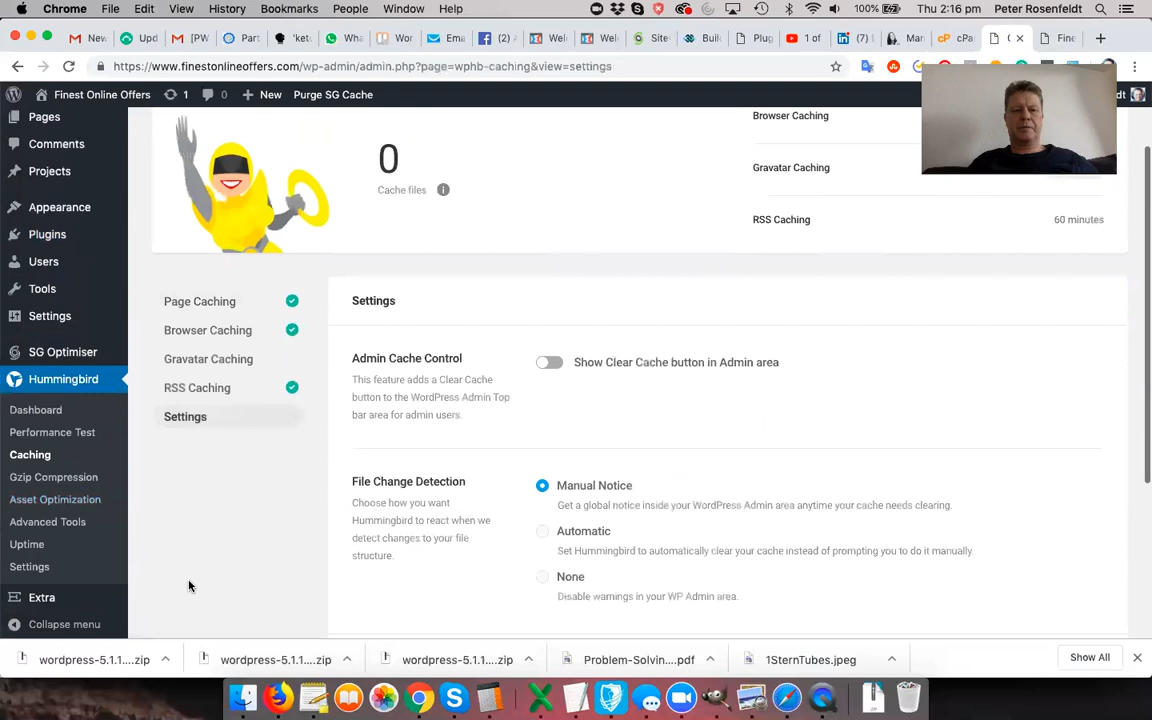 Chrome File Edit View History Bookmarks People Window Help 100% Thu 2:16 pm Peter Rosenfeldt
New Upd [PW Part 'ket Wha Wor Ema (2) Welc Welc Site: Buil Plug 1 of (7) Man cPa Fine
https://www.finestonlineoffers.com/wp-admin/admin.php?page=wphb-caching&view=settings
Finest Online Offers 1 0 New Purge SG Cache dt
Pages
Comments
Projects
Appearance
Plugins
Users
Tools
Settings
SG Optimiser
Hummingbird
Dashboard
Performance Test
Caching
Gzip Compression
Asset Optimization
Advanced Tools
Uptime
Settings
Extra
Collapse menu
0
Cache files
Browser Caching
Gravatar Caching
RSS Caching 60 minutes
Page Caching
Browser Caching
Gravatar Caching
RSS Caching
Settings
Settings
Admin Cache Control
This feature adds a Clear Cache
button to the WordPress Admin Top
bar area for admin users.
Show Clear Cache button in Admin area
File Change Detection
Choose how you want
Hummingbird to react when we
detect changes to your file
structure.
Manual Notice
Get a global notice inside your WordPress Admin area anytime your cache needs clearing.
Automatic
Set Hummingbird to automatically clear your cache instead of prompting you to do it manually.
None
Disable warnings in your WP Admin area.
wordpress-5.1.1....zip wordpress-5.1.1....zip wordpress-5.1.1....zip Problem-Solvin....pdf 1SternTubes.jpeg Show All